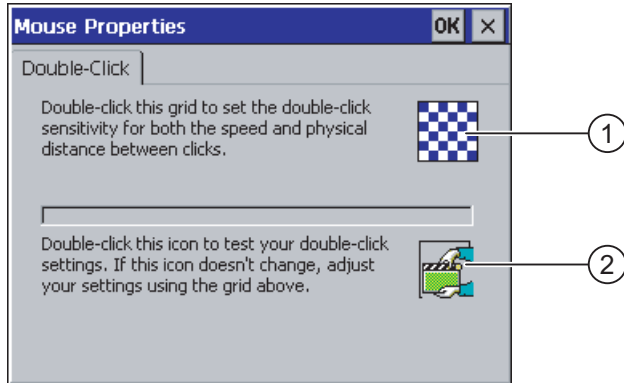 Mouse Properties OK ×
Double-Click
Double-click this grid to set the double-click
sensitivity for both the speed and physical
distance between clicks.
1
Double-click this icon to test your double-click
settings. If this icon doesn't change, adjust
your settings using the grid above.
2